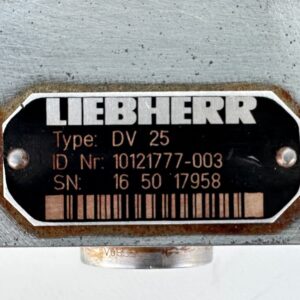 LIEBHERR
Type: DV 25
ID Nr: 10121777-003
SN: 16 50 17958